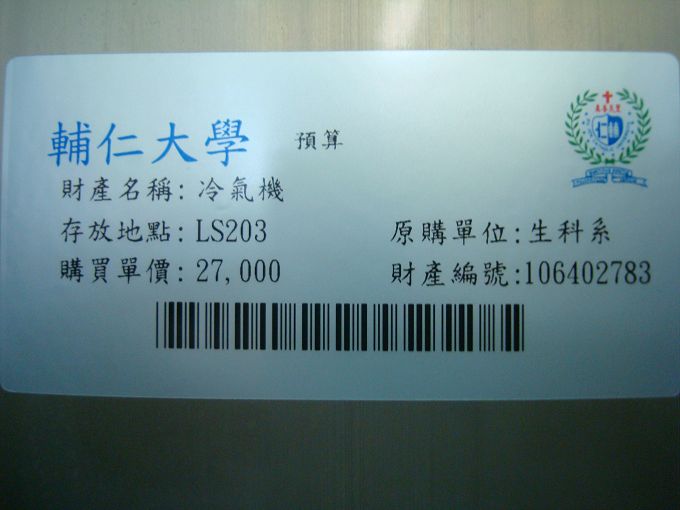 輔仁大學 預算
財產名稱: 冷氣機
存放地點: LS203 原購單位:生科系
購買單價: 27,000 財產編號:106402783